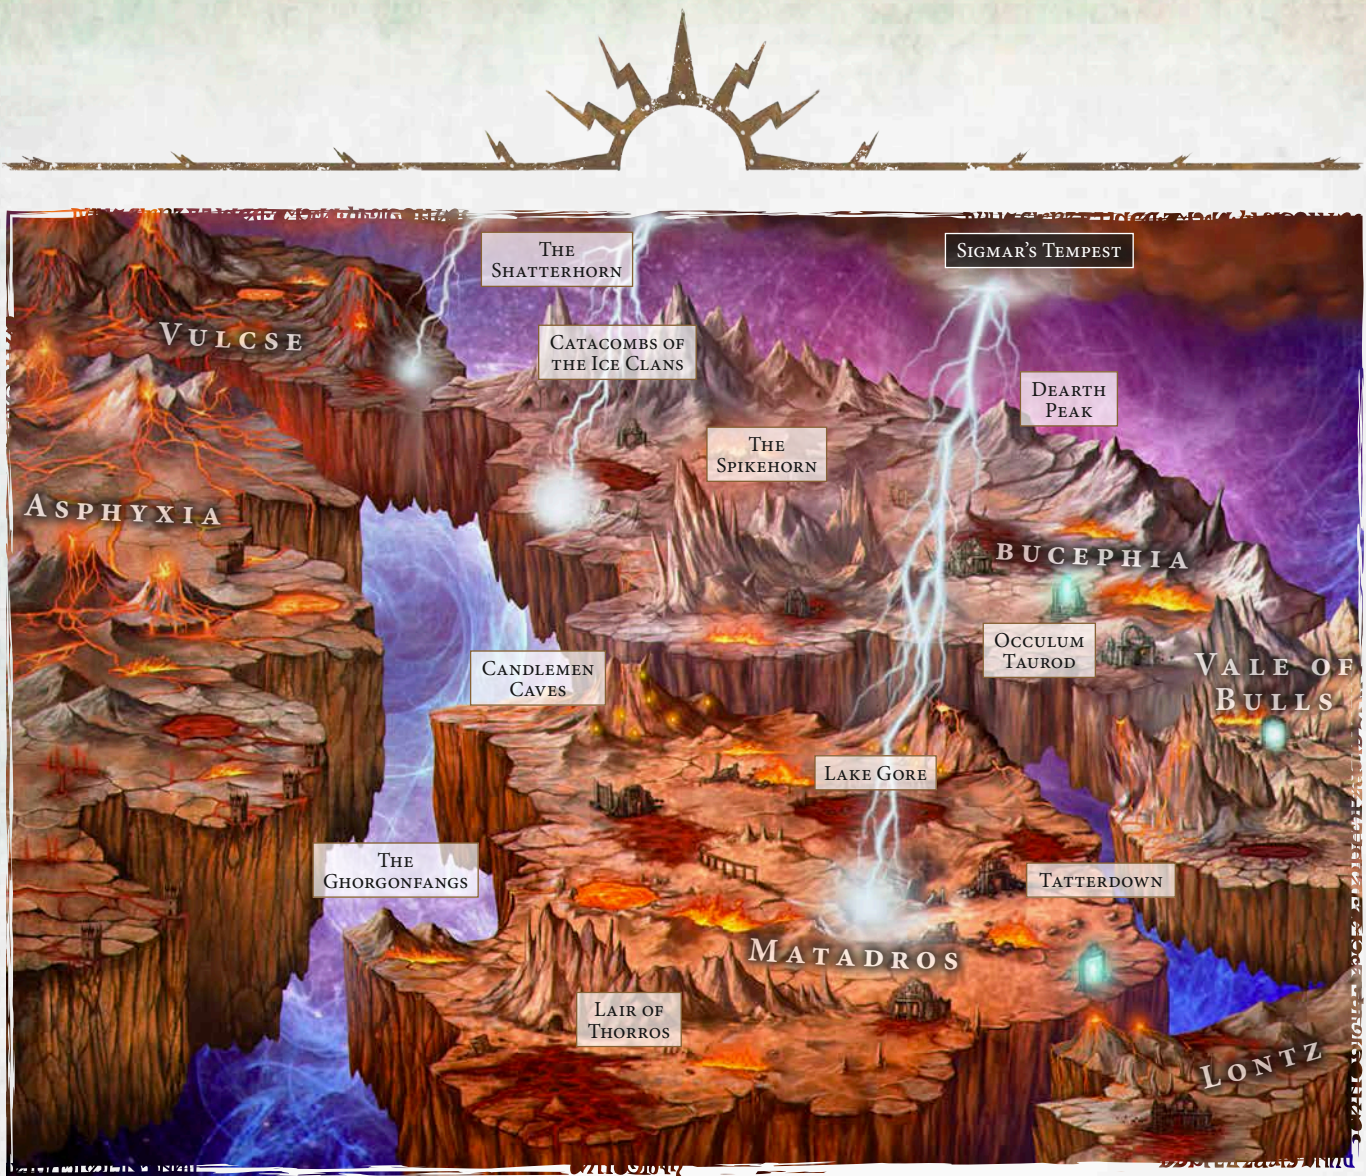 THE
SHATTERHORN
SIGMAR'S TEMPEST
VULCSE
CATACOMBS OF
THE ICE CLANS
DEARTH
PEAK
THE
SPIKEHORN
ASPHYXIA
BUCEPHIA
OCCULUM
TAUROD
VALE OF
BULLS
CANDLEMEN
CAVES
LAKE GORE
THE
GHORGONFANGS
TATTERDOWN
MATADROS
LAIR OF
THORROS
LONTZ